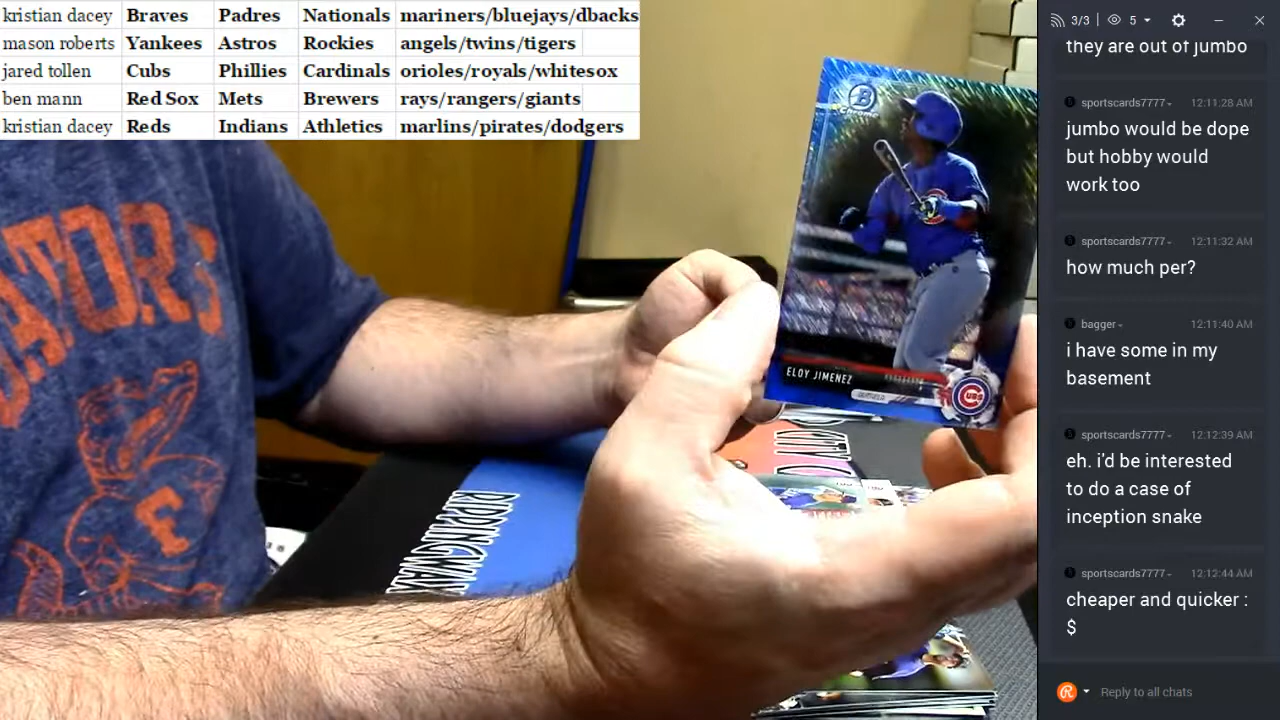 kristian dacey Braves Padres Nationals mariners/bluejays/dbacks
mason roberts Yankees Astros Rockies angels/twins/tigers
jared tollen Cubs Phillies Cardinals orioles/royals/whitesox
ben mann Red Sox Mets Brewers rays/rangers/giants
kristian dacey Reds Indians Athletics marlins/pirates/dodgers
3/3 5
they are out of jumbo
sportscards7777 12:11:28 AM
jumbo would be dope
but hobby would
work too
sportscards7777 12:11:32 AM
how much per?
bagger 12:11:40 AM
i have some in my
basement
sportscards7777 12:12:39 AM
eh. i'd be interested
to do a case of
inception snake
sportscards7777 12:12:44 AM
cheaper and quicker :
$
Reply to all chats
B
Chrome
ELOY JIMENEZ
OUTFIELD
CUBS
ATORS
F
RIPPINGWAX